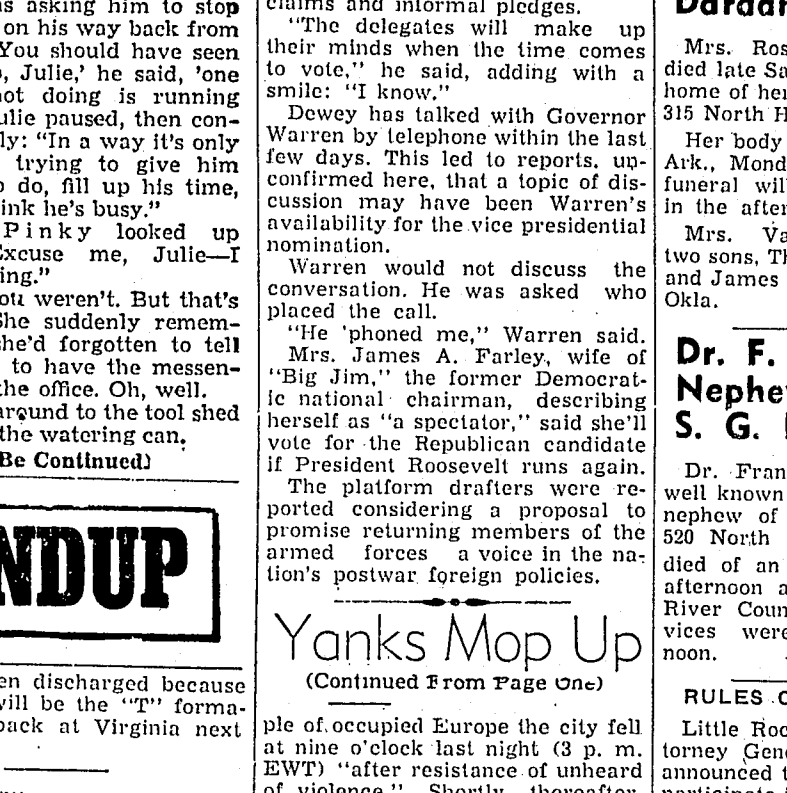 s asking him to stop
on his way back from
You should have seen
, Julie,' he said, 'one
not doing is running
ulie paused, then con-
ly: "In a way it's only
trying to give him
o do, fill up his time,
ink he's busy."
Pinky looked up
Excuse me, Julie—I
ing."
ou weren't. But that's
She suddenly remem-
she'd forgotten to tell
to have the messen-
the office. Oh, well.
around to the tool shed
the watering can.
Be Continued)
NDUP
en discharged because
will be the "T" forma-
back at Virginia next
claims and informal pledges.
"The delegates will make up
their minds when the time comes
to vote," he said, adding with a
smile: "I know."
Dewey has talked with Governor
Warren by telephone within the last
few days. This led to reports, un-
confirmed here, that a topic of dis-
cussion may have been Warren's
availability for the vice presidential
nomination.
Warren would not discuss the
conversation. He was asked who
placed the call.
"He 'phoned me," Warren said.
Mrs. James A. Farley, wife of
"Big Jim," the former Democrat-
ic national chairman, describing
herself as "a spectator," said she'll
vote for the Republican candidate
if President Roosevelt runs again.
The platform drafters were re-
ported considering a proposal to
promise returning members of the
armed forces a voice in the na-
tion's postwar foreign policies.
Yanks Mop Up
(Continued From Page One)
ple of occupied Europe the city fell
at nine o'clock last night (3 p. m.
EWT) "after resistance of unheard
of violence." Shortly thereafter,
Mrs. Ros
died late Sa
home of her
315 North H
Her body
Ark., Mond
funeral wil
in the after
Mrs. Va
two sons, Th
and James
Okla.
Dr. F.
Nephe
S. G.
Dr. Fran
well known
nephew of
520 North
died of an
afternoon a
River Coun
vices were
noon.
RULES O
Little Roc
torney Gene
announced t